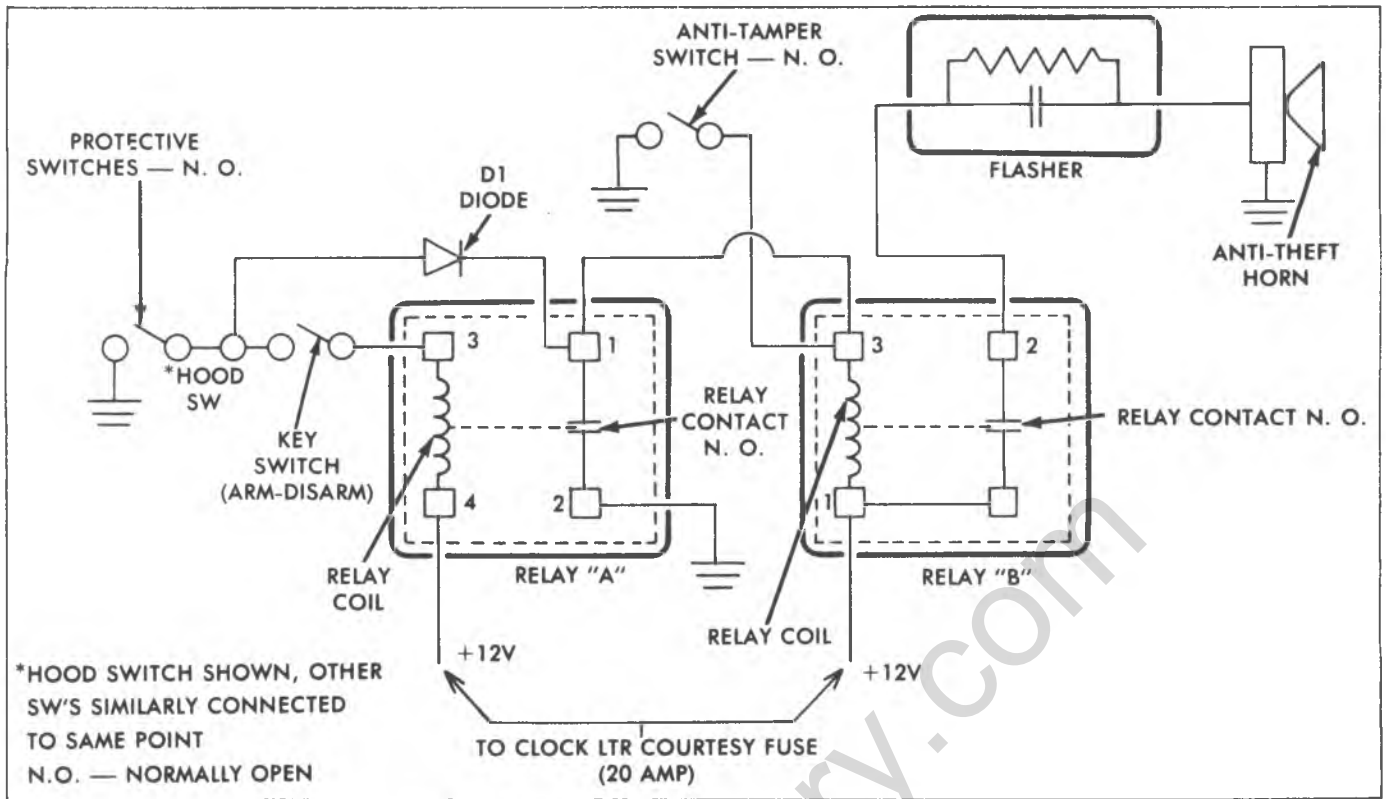 ANTI-TAMPER
SWITCH — N. O.
PROTECTIVE
SWITCHES — N. O.
D1
DIODE
FLASHER
ANTI-THEFT
HORN
*HOOD
SW
KEY
SWITCH
(ARM-DISARM)
3
1
4
2
RELAY
CONTACT
N. O.
3
2
1
RELAY CONTACT N. O.
RELAY
COIL
RELAY "A"
RELAY COIL
RELAY "B"
+12V
+12V
*HOOD SWITCH SHOWN, OTHER
SW'S SIMILARLY CONNECTED
TO SAME POINT
N.O. — NORMALLY OPEN
TO CLOCK LTR COURTESY FUSE
(20 AMP)
ry.com